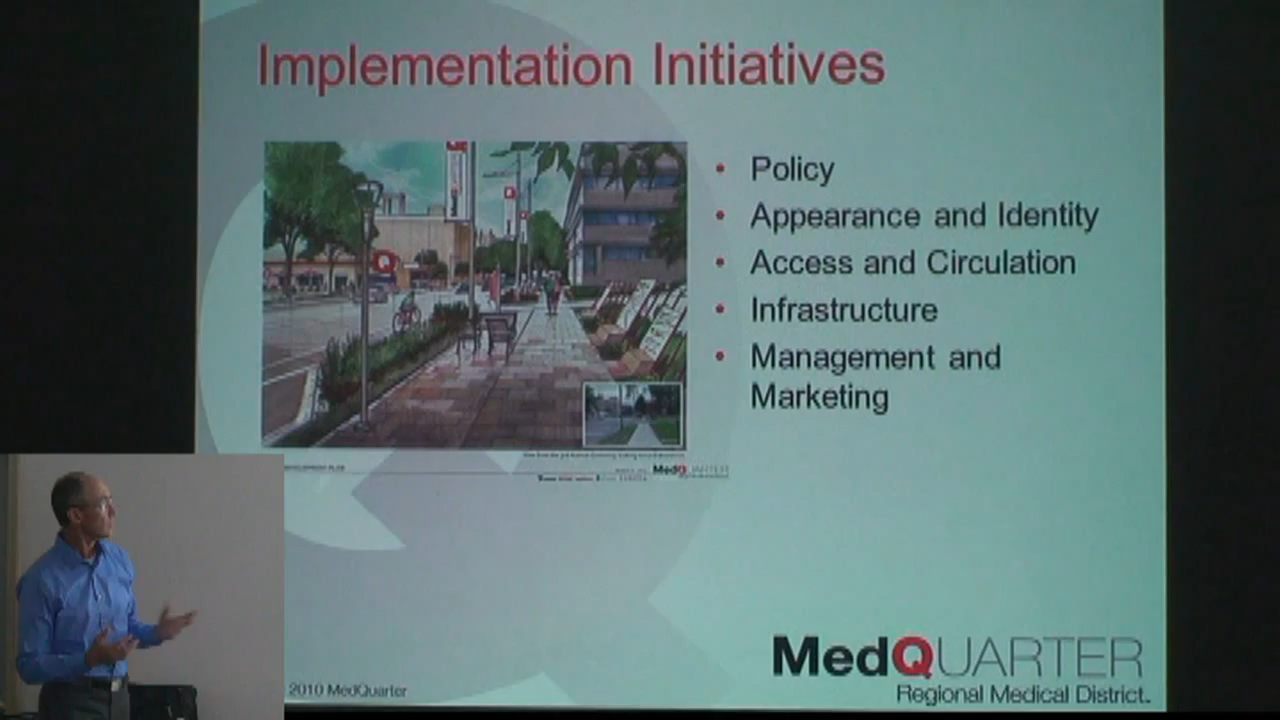 Implementation Initiatives
• Policy
• Appearance and Identity
• Access and Circulation
• Infrastructure
• Management and
Marketing
MedQUARTER
MedQUARTER
Regional Medical District.
2010 MedQuarter